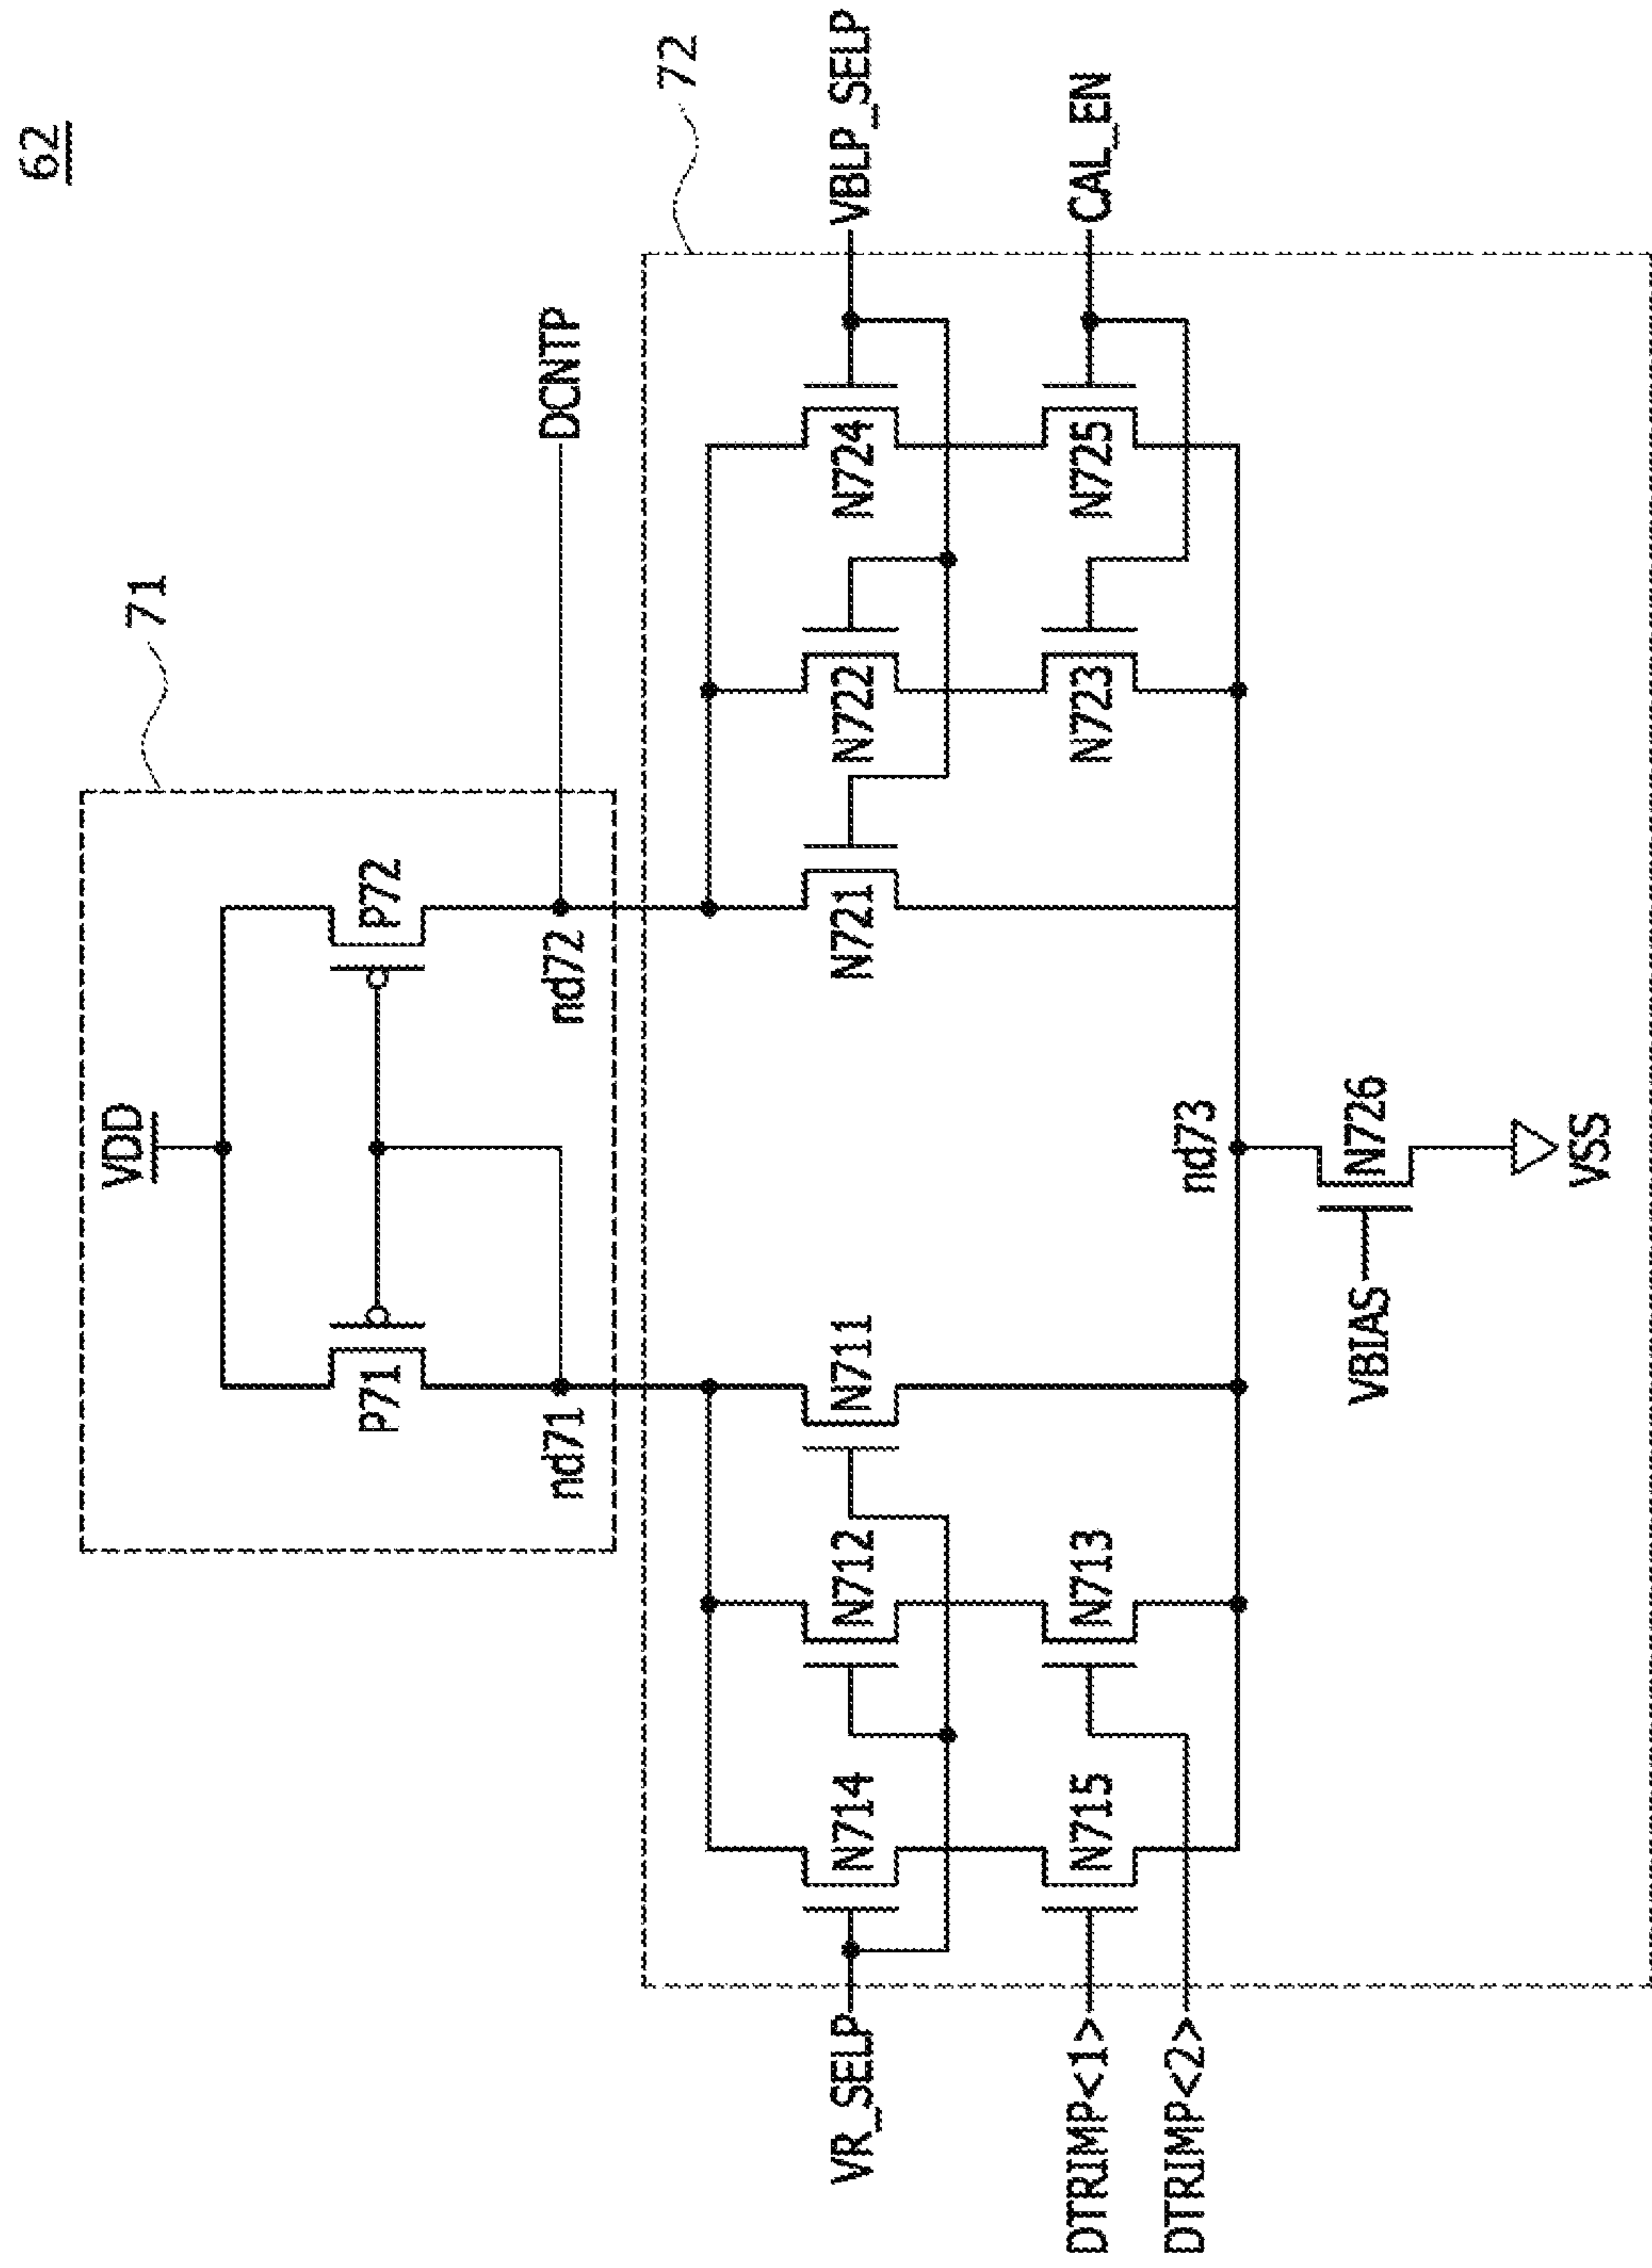 62
71
VDD
P71
P72
nd71
nd72
DCNTP
72
VR_SELP
N714
N712
N711
N721
N722
N724
VBLP_SELP
DTRIMP<1>
N715
N713
N723
N725
CAL_EN
DTRIMP<2>
nd73
VBIAS
N726
VSS